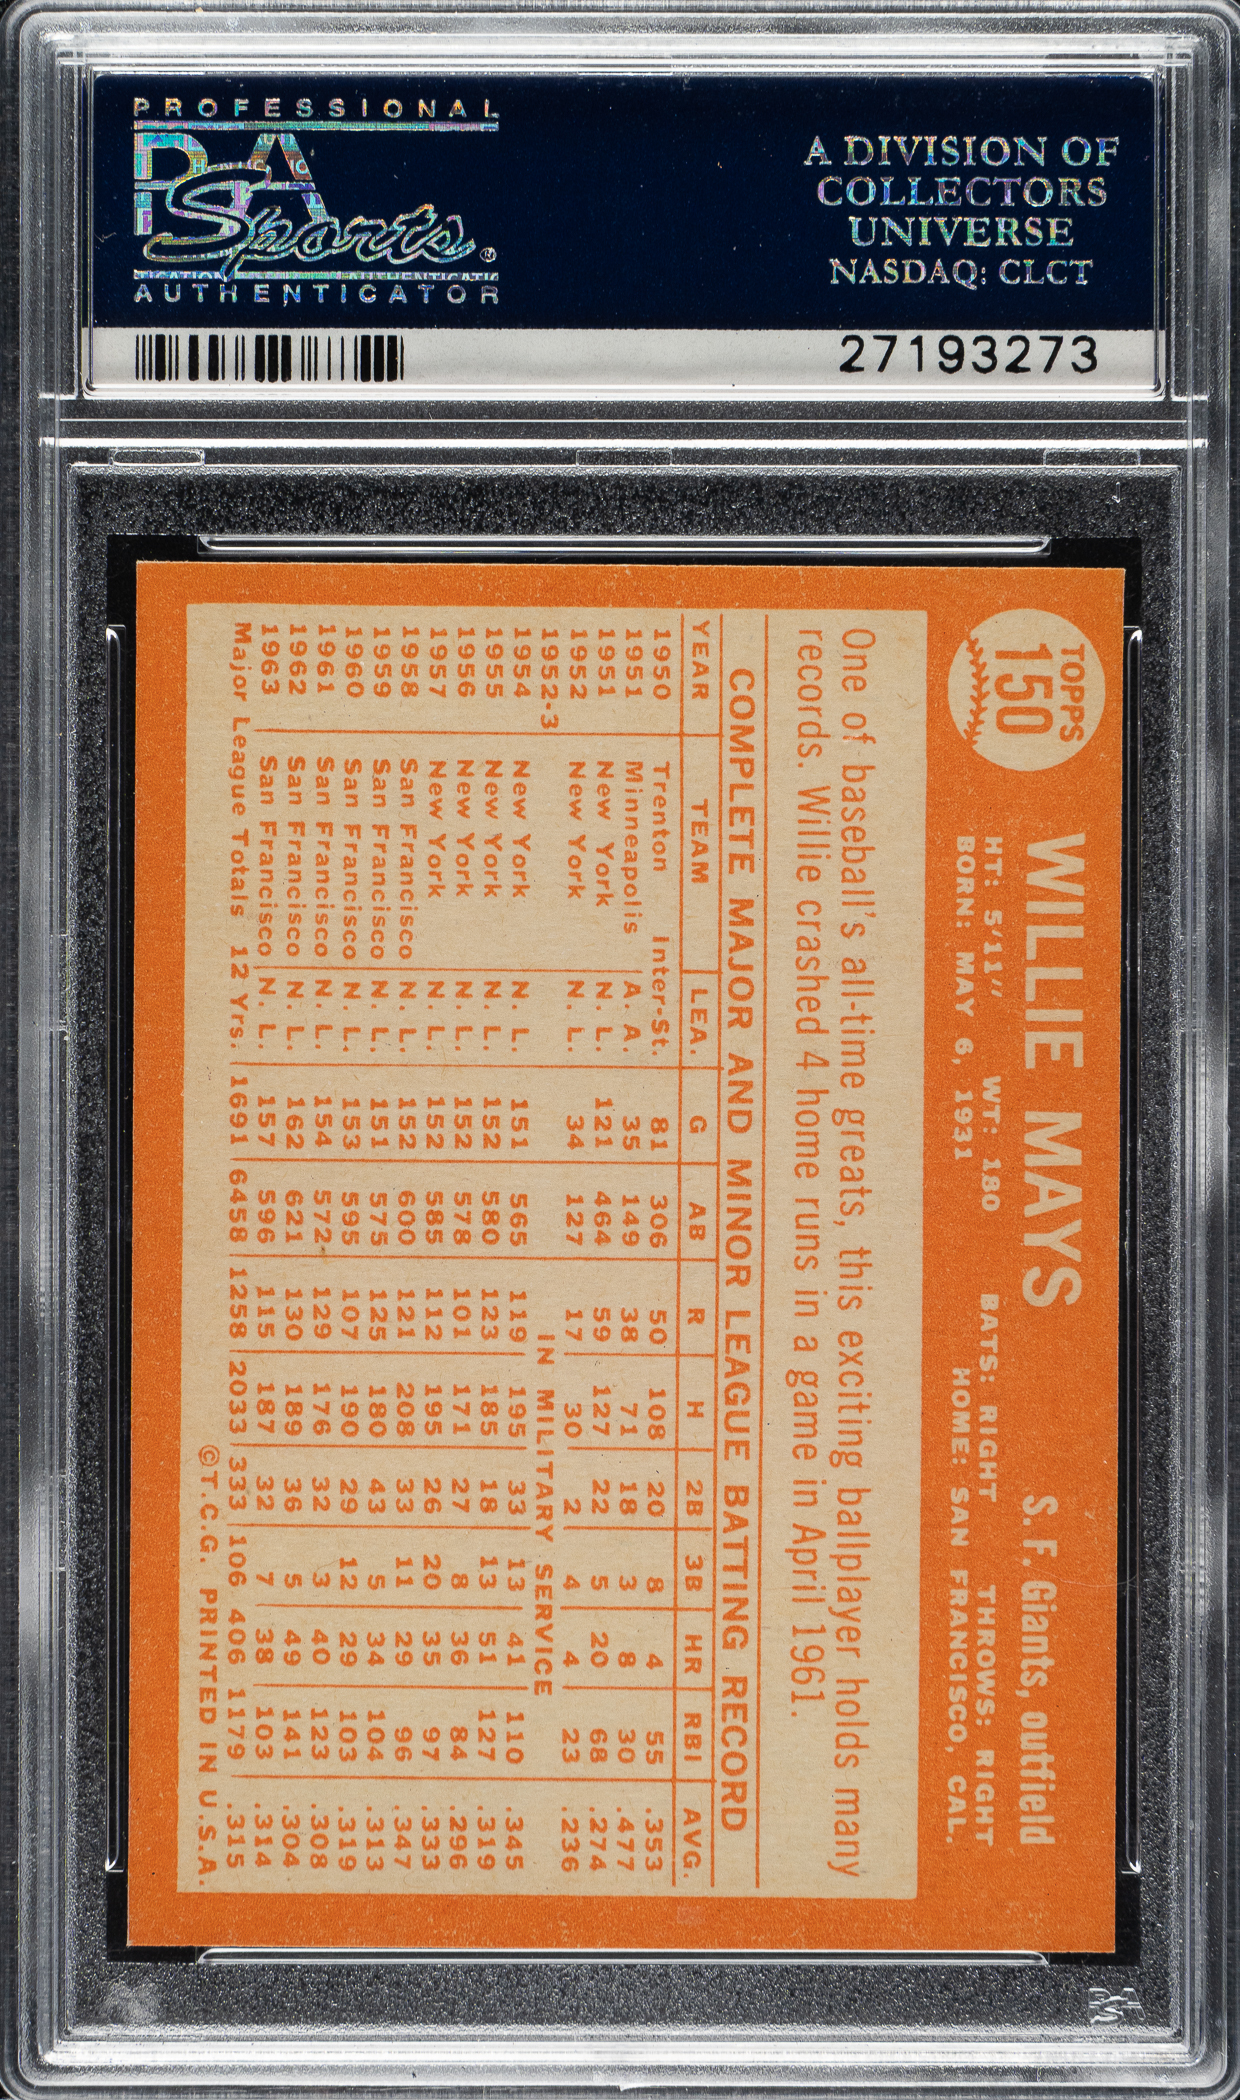 PROFESSIONAL
PSA
Sports®
AUTHENTICATOR
A DIVISION OF
COLLECTORS
UNIVERSE
NASDAQ: CLCT
27193273
TOPPS
150
WILLIE MAYS S. F. Giants, outfield
HT: 5'11" WT: 180 BATS: RIGHT THROWS: RIGHT
BORN: MAY 6, 1931 HOME: SAN FRANCISCO, CAL.
One of baseball's all-time greats, this exciting ballplayer holds many
records. Willie crashed 4 home runs in a game in April 1961.
COMPLETE MAJOR AND MINOR LEAGUE BATTING RECORD
YEAR TEAM LEA. G AB R H 2B 3B HR RBI AVG.
1950 Trenton Inter-St. 81 306 50 108 20 8 4 55 .353
1951 Minneapolis A. A. 35 149 38 71 18 3 8 30 .477
1951 New York N. L. 121 464 59 127 22 5 20 68 .274
1952 New York N. L. 34 127 17 30 2 4 4 23 .236
1952-3 IN MILITARY SERVICE
1954 New York N. L. 151 565 119 195 33 13 41 110 .345
1955 New York N. L. 152 580 123 185 18 13 51 127 .319
1956 New York N. L. 152 578 101 171 27 8 36 84 .296
1957 New York N. L. 152 585 112 195 26 20 35 97 .333
1958 San Francisco N. L. 152 600 121 208 33 11 29 96 .347
1959 San Francisco N. L. 151 575 125 180 43 5 34 104 .313
1960 San Francisco N. L. 153 595 107 190 29 12 29 103 .319
1961 San Francisco N. L. 154 572 129 176 32 3 40 123 .308
1962 San Francisco N. L. 162 621 130 189 36 5 49 141 .304
1963 San Francisco N. L. 157 596 115 187 32 7 38 103 .314
Major League Totals 12 Yrs. 1691 6458 1258 2033 333 106 406 1179 .315
©T.C.G. PRINTED IN U.S.A.
PSA